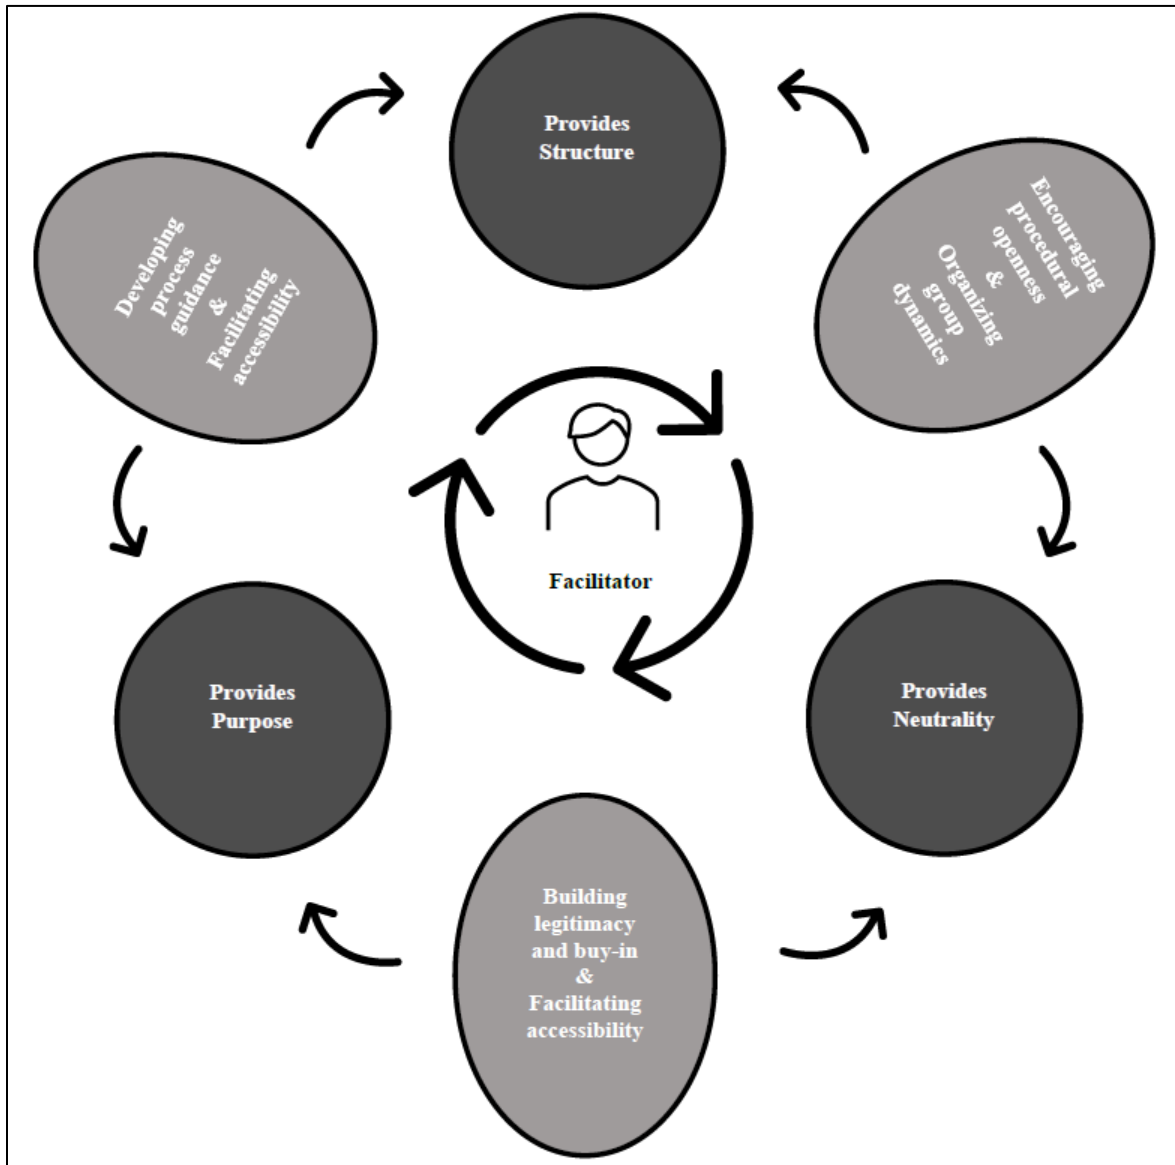 Provides
Structure
Developing
process
guidance
&
Facilitating
accessibility
Encouraging
procedural
openness
&
Organizing
group
dynamics
Facilitator
Provides
Purpose
Provides
Neutrality
Building
legitimacy
and buy-in
&
Facilitating
accessibility